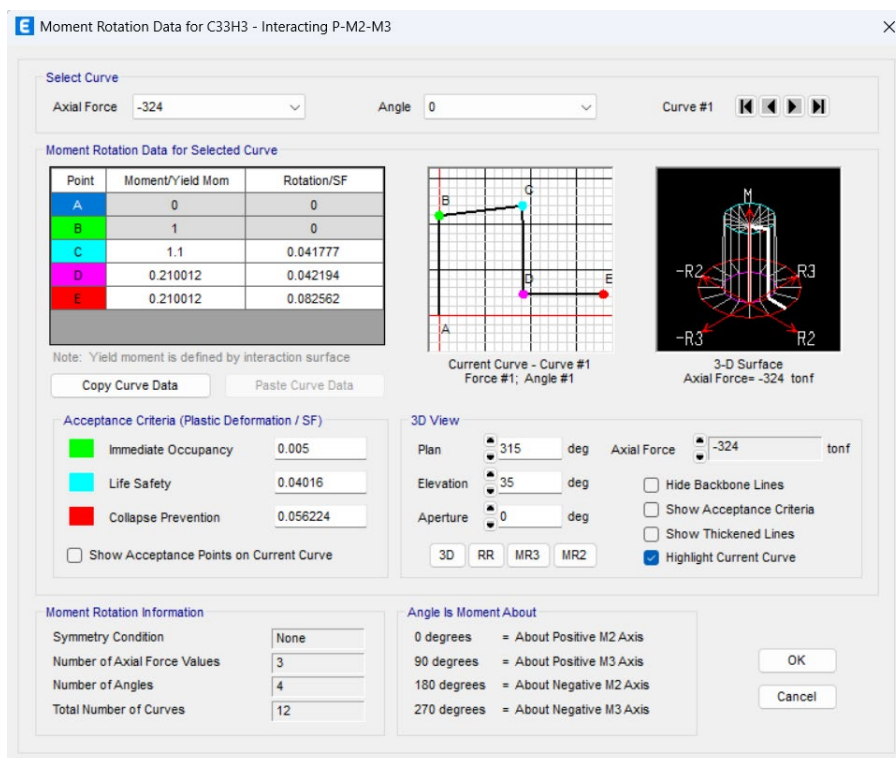 E Moment Rotation Data for C33H3 - Interacting P-M2-M3
Select Curve
Axial Force -324 Angle 0 Curve #1
Moment Rotation Data for Selected Curve
Point Moment/Yield Mom Rotation/SF
A 0 0
B 1 0
C 1.1 0.041777
D 0.210012 0.042194
E 0.210012 0.082562
Note: Yield moment is defined by interaction surface
Copy Curve Data Paste Curve Data
B
C
D
E
A
Current Curve - Curve #1
Force #1; Angle #1
M
-R2 R3
-R3 R2
3-D Surface
Axial Force= -324 tonf
Acceptance Criteria (Plastic Deformation / SF)
Immediate Occupancy 0.005
Life Safety 0.04016
Collapse Prevention 0.056224
Show Acceptance Points on Current Curve
3D View
Plan 315 deg Axial Force -324 tonf
Elevation 35 deg Hide Backbone Lines
Aperture 0 deg Show Acceptance Criteria
Show Thickened Lines
3D RR MR3 MR2 Highlight Current Curve
Moment Rotation Information
Symmetry Condition None
Number of Axial Force Values 3
Number of Angles 4
Total Number of Curves 12
Angle Is Moment About
0 degrees = About Positive M2 Axis
90 degrees = About Positive M3 Axis
180 degrees = About Negative M2 Axis
270 degrees = About Negative M3 Axis
OK
Cancel